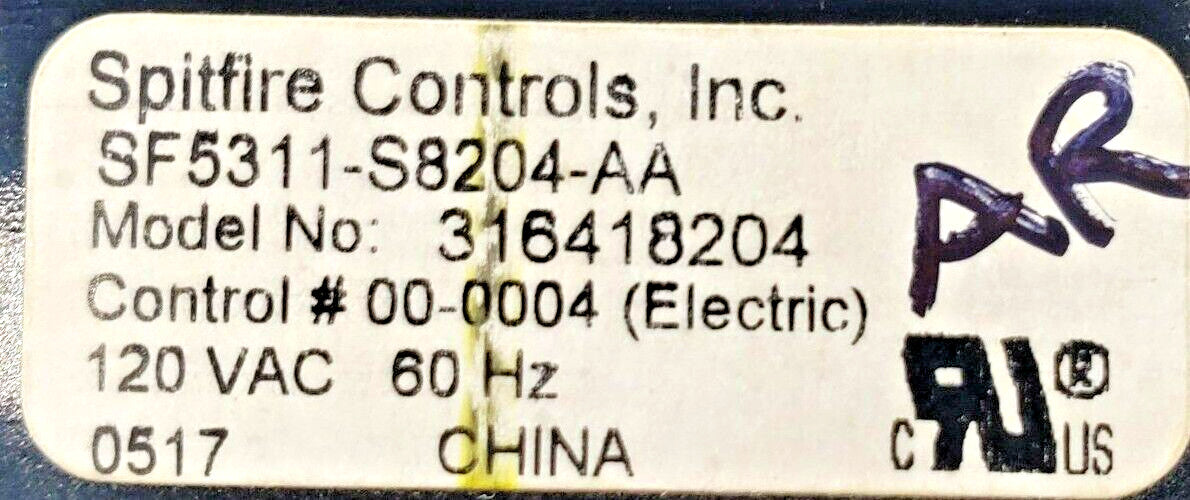 Spitfire Controls, Inc.
SF5311-S8204-AA
Model No: 316418204
Control # 00-0004 (Electric)
120 VAC 60 Hz
0517 CHINA
AR
C RU ® US